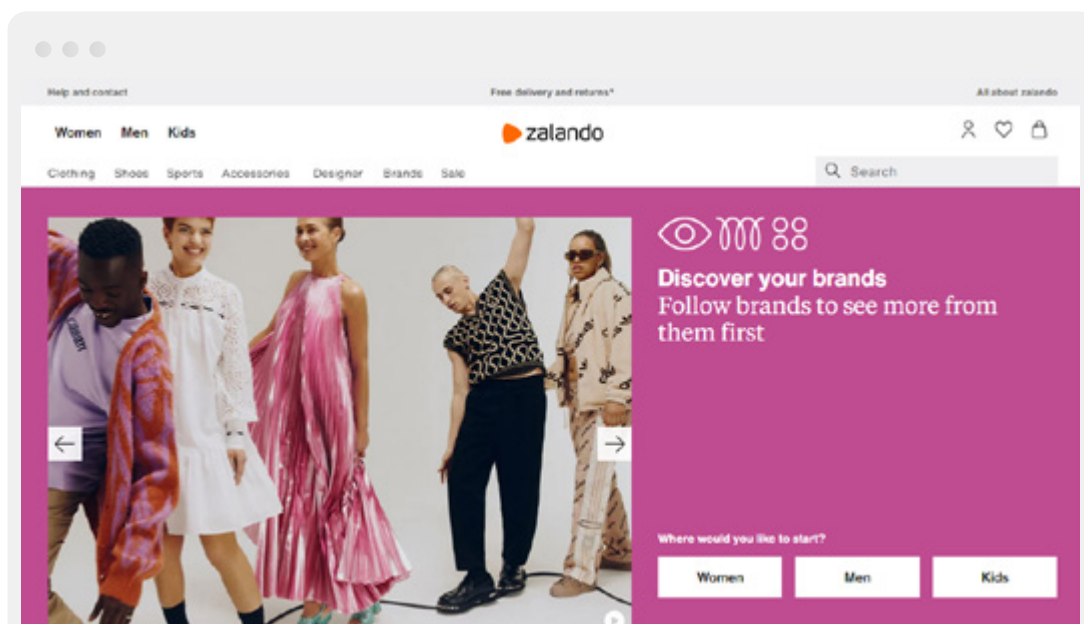 Help and contact
Free delivery and returns*
All about zalando
Women Men Kids
zalando
Clothing Shoes Sports Accessories Designer Brands Sale
Search
Discover your brands
Follow brands to see more from
them first
Where would you like to start?
Women
Men
Kids